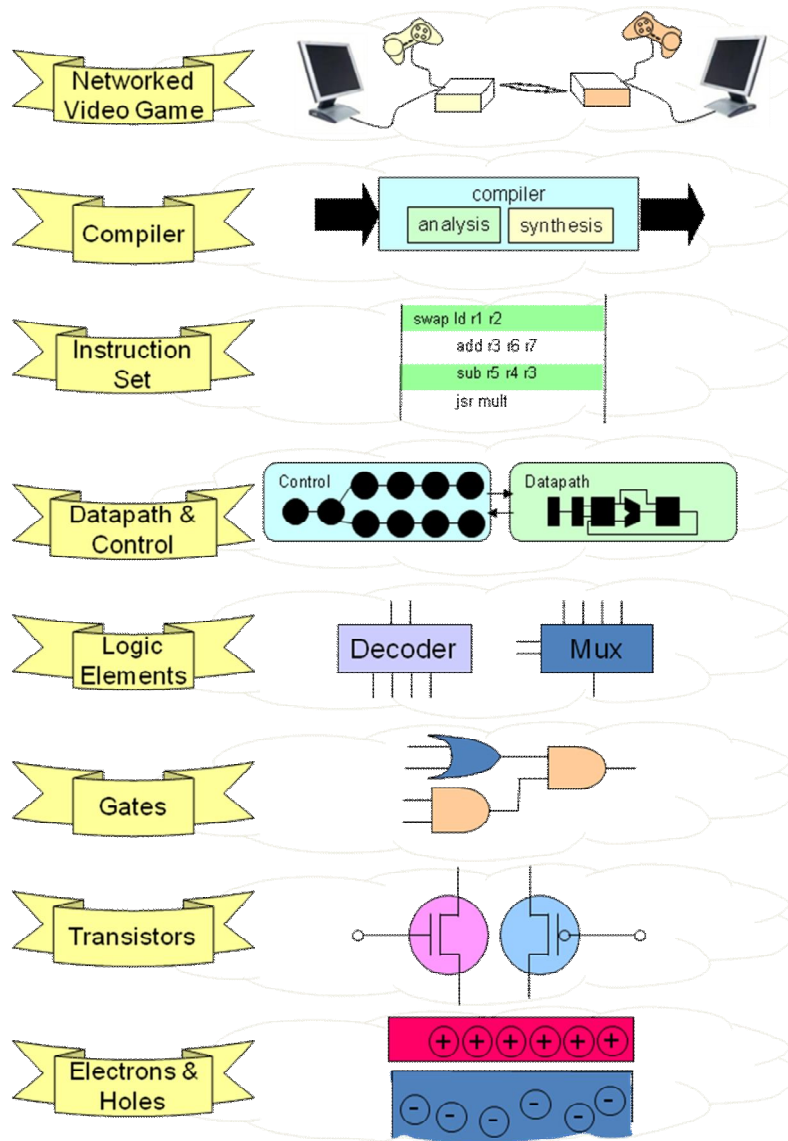 Networked
Video Game
Compiler
compiler
analysis
synthesis
Instruction
Set
swap ld r1 r2
add r3 r6 r7
sub r5 r4 r3
jsr mult
Datapath &
Control
Control
Datapath
Logic
Elements
Decoder
Mux
Gates
Transistors
Electrons &
Holes
+ + + + + +
- - - - - -